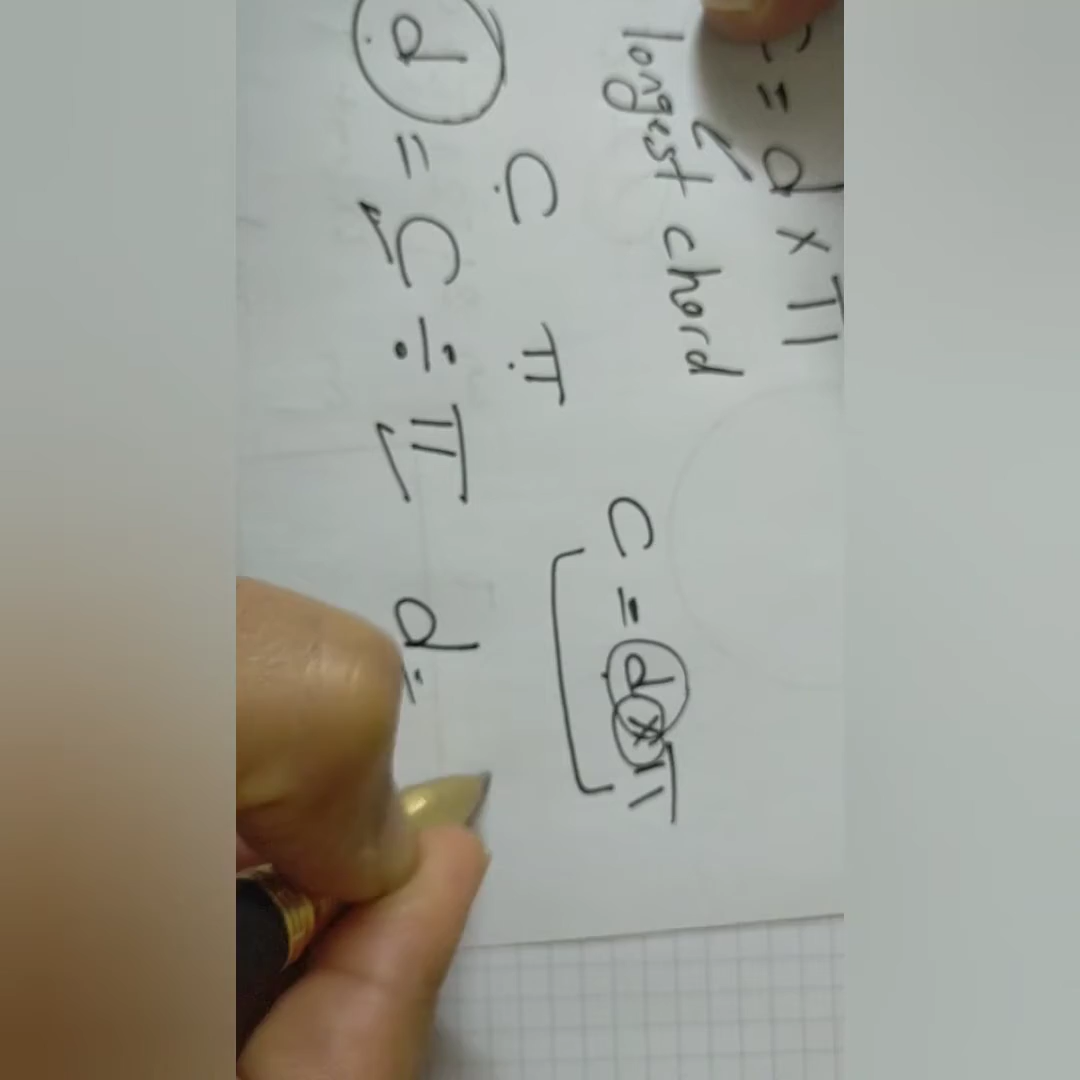 C = d x π
longest chord
C = d x π
C π
d = C ÷ π d =